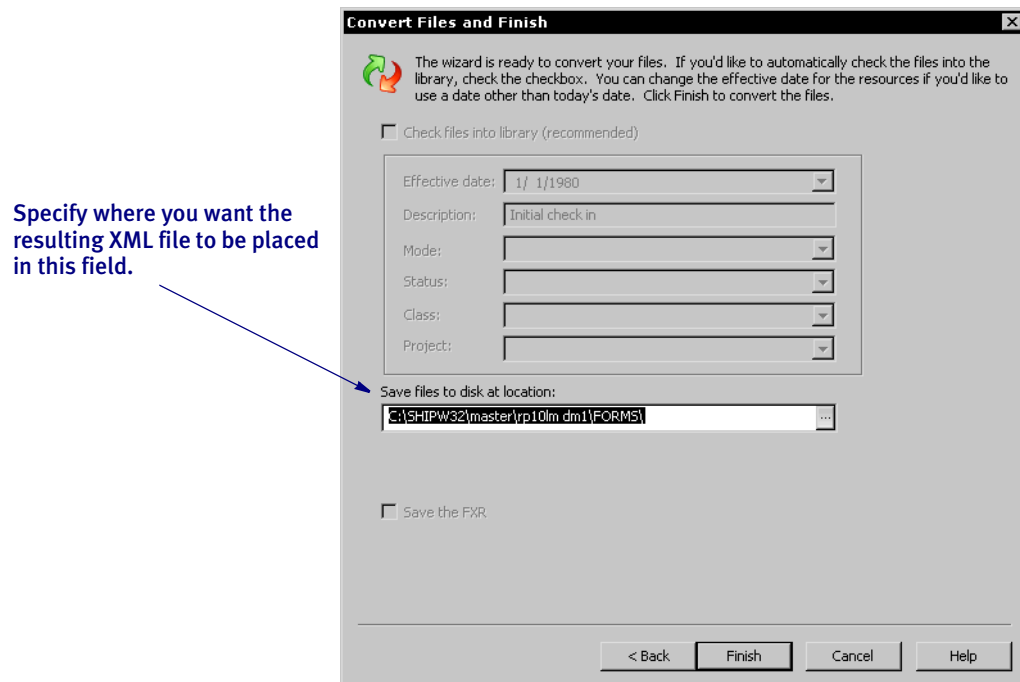 Convert Files and Finish
The wizard is ready to convert your files. If you'd like to automatically check the files into the
library, check the checkbox. You can change the effective date for the resources if you'd like to
use a date other than today's date. Click Finish to convert the files.
Check files into library (recommended)
Effective date: 1/ 1/1980
Description: Initial check in
Mode:
Status:
Class:
Project:
Specify where you want the
resulting XML file to be placed
in this field.
Save files to disk at location:
C:\SHIPW32\master\rp10lm dm1\FORMS\
...
Save the FXR
< Back Finish Cancel Help